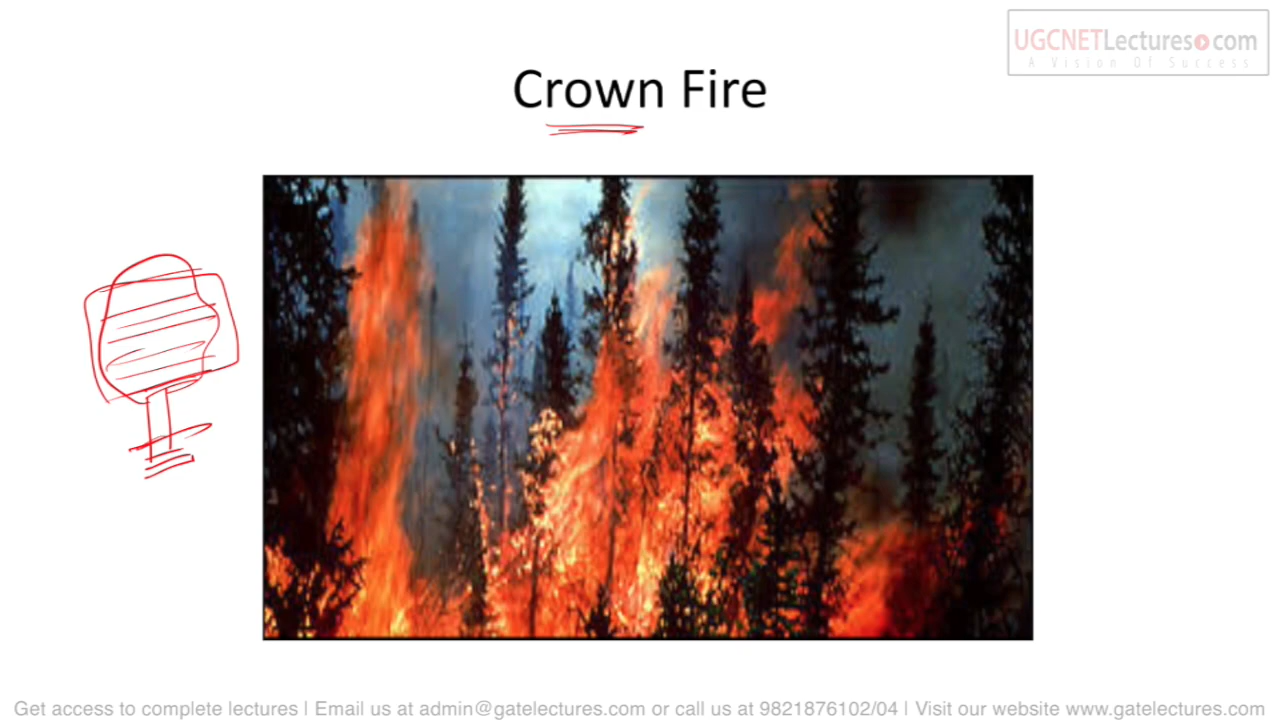 UGCNETLectures.com
A Vision Of Success
Crown Fire
Get access to complete lectures | Email us at admin@gatelectures.com or call us at 9821876102/04 | Visit our website www.gatelectures.com